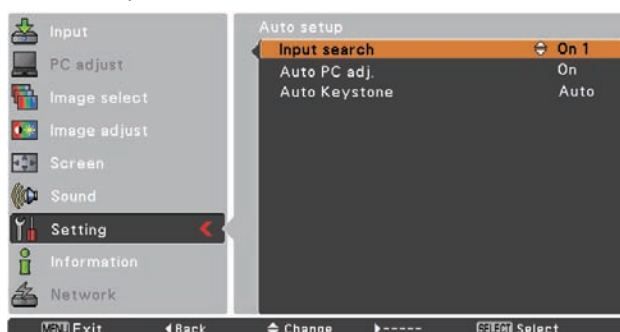 Input
PC adjust
Image select
Image adjust
Screen
Sound
Setting
Information
Network
Auto setup
Input search On 1
Auto PC adj. On
Auto Keystone Auto
MENU Exit Back Change ----- SELECT Select